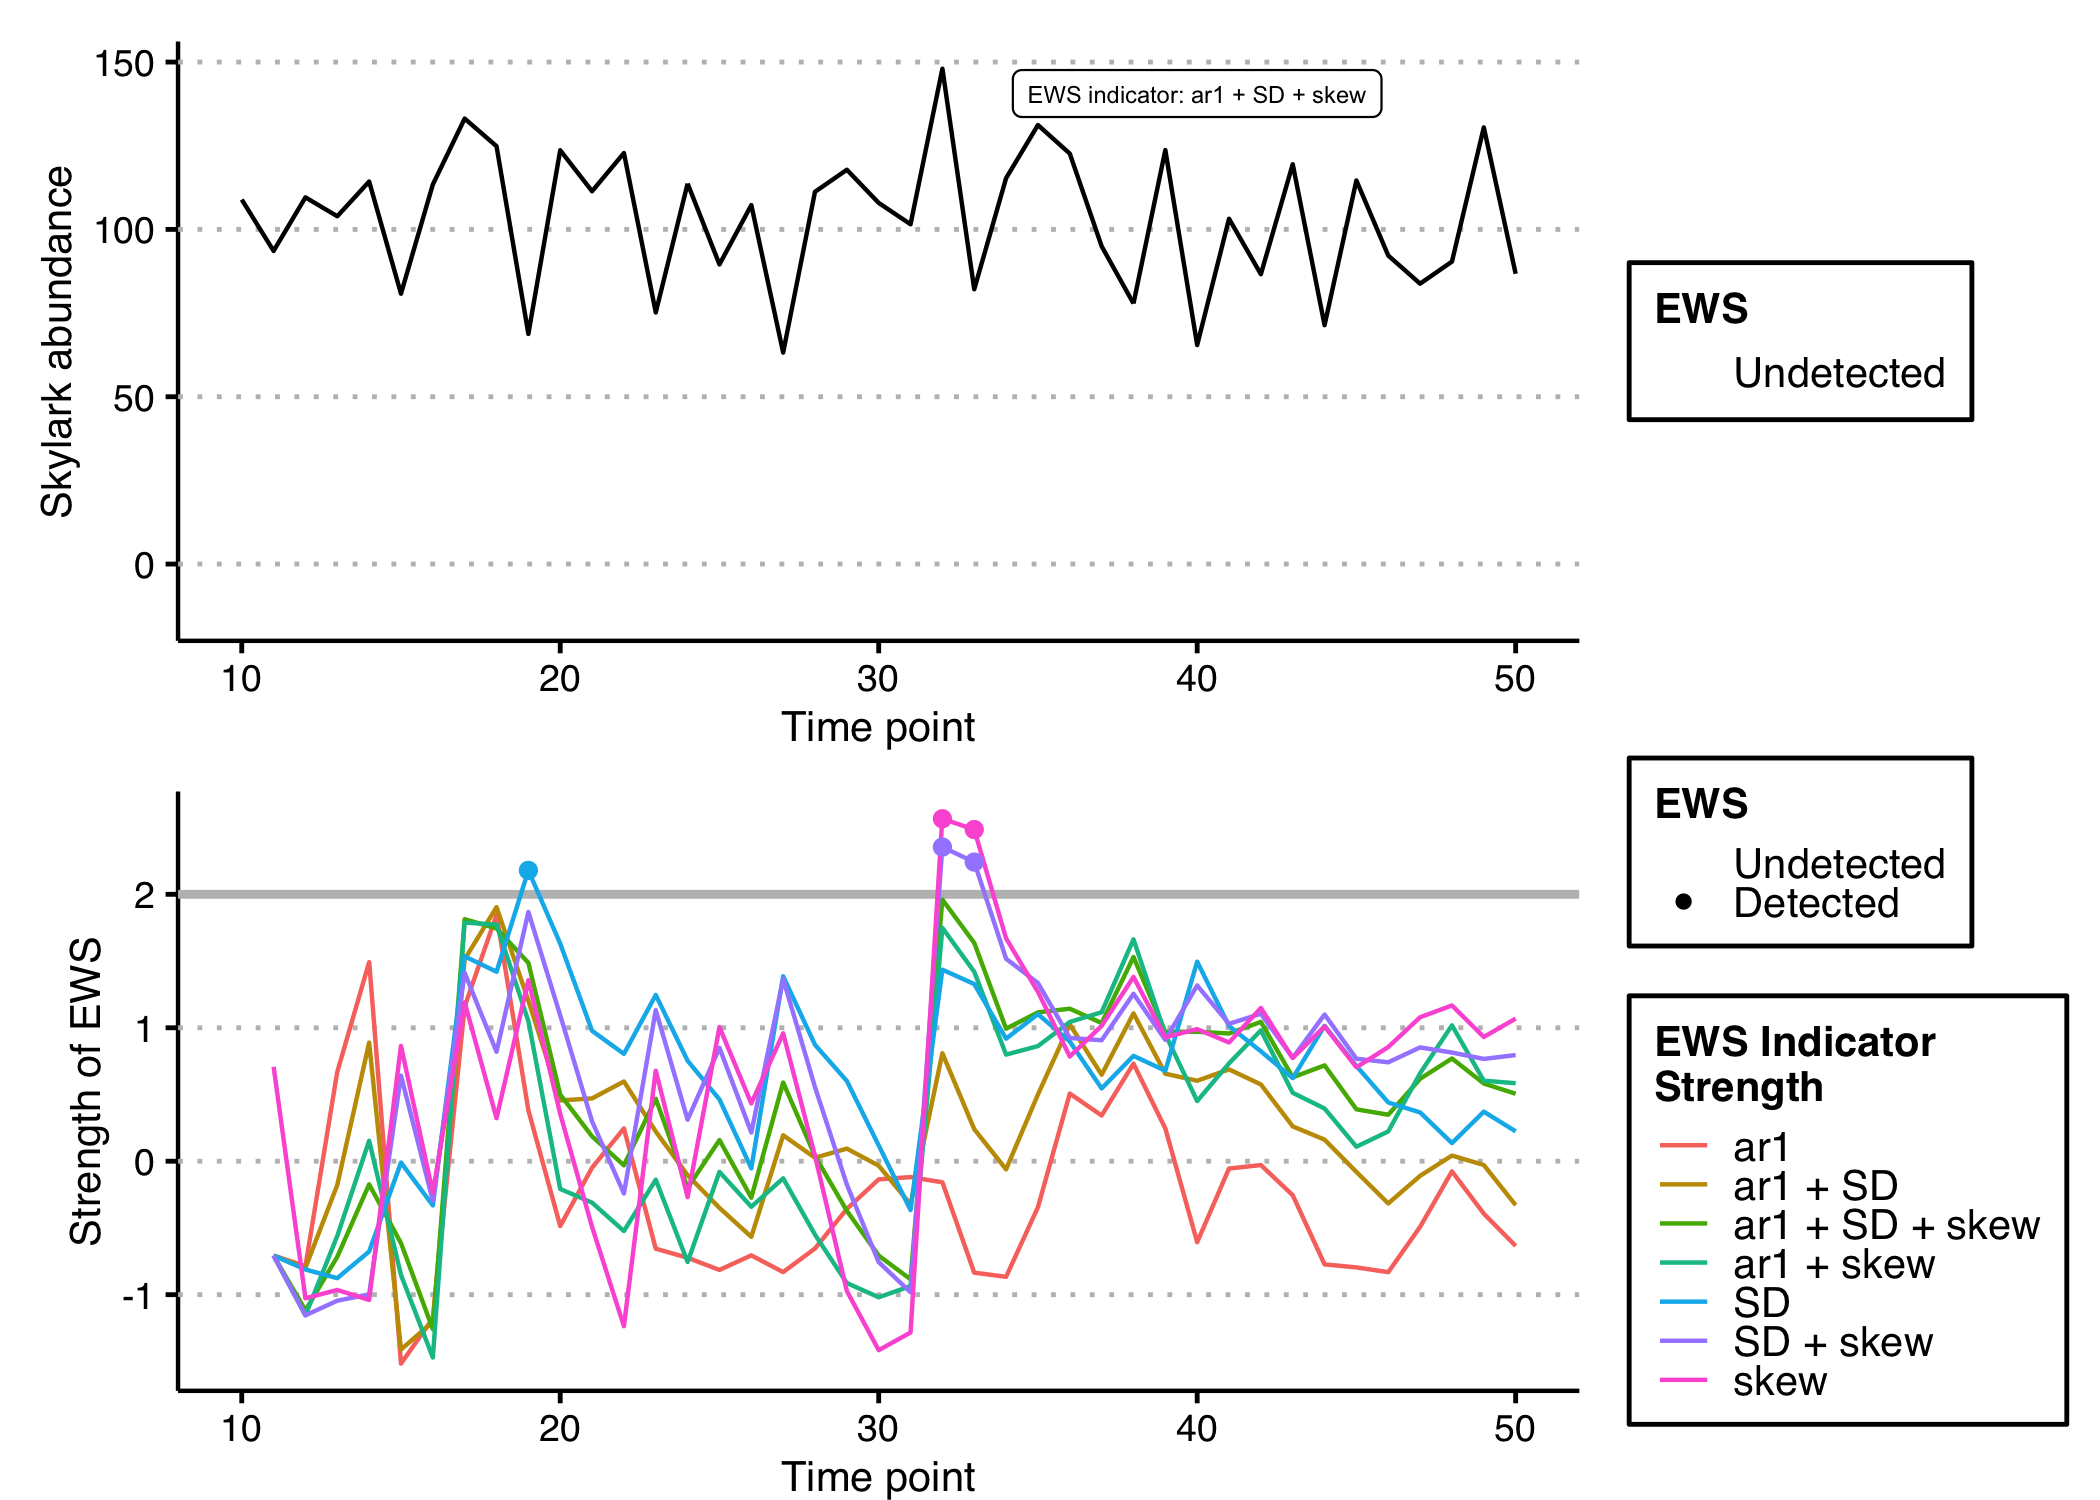 150
100
50
0
Skylark abundance
EWS indicator: ar1 + SD + skew
10 20 30 40 50
Time point
EWS
Undetected
2
1
0
-1
Strength of EWS
10 20 30 40 50
Time point
EWS
Undetected
Detected
EWS Indicator
Strength
ar1
ar1 + SD
ar1 + SD + skew
ar1 + skew
SD
SD + skew
skew